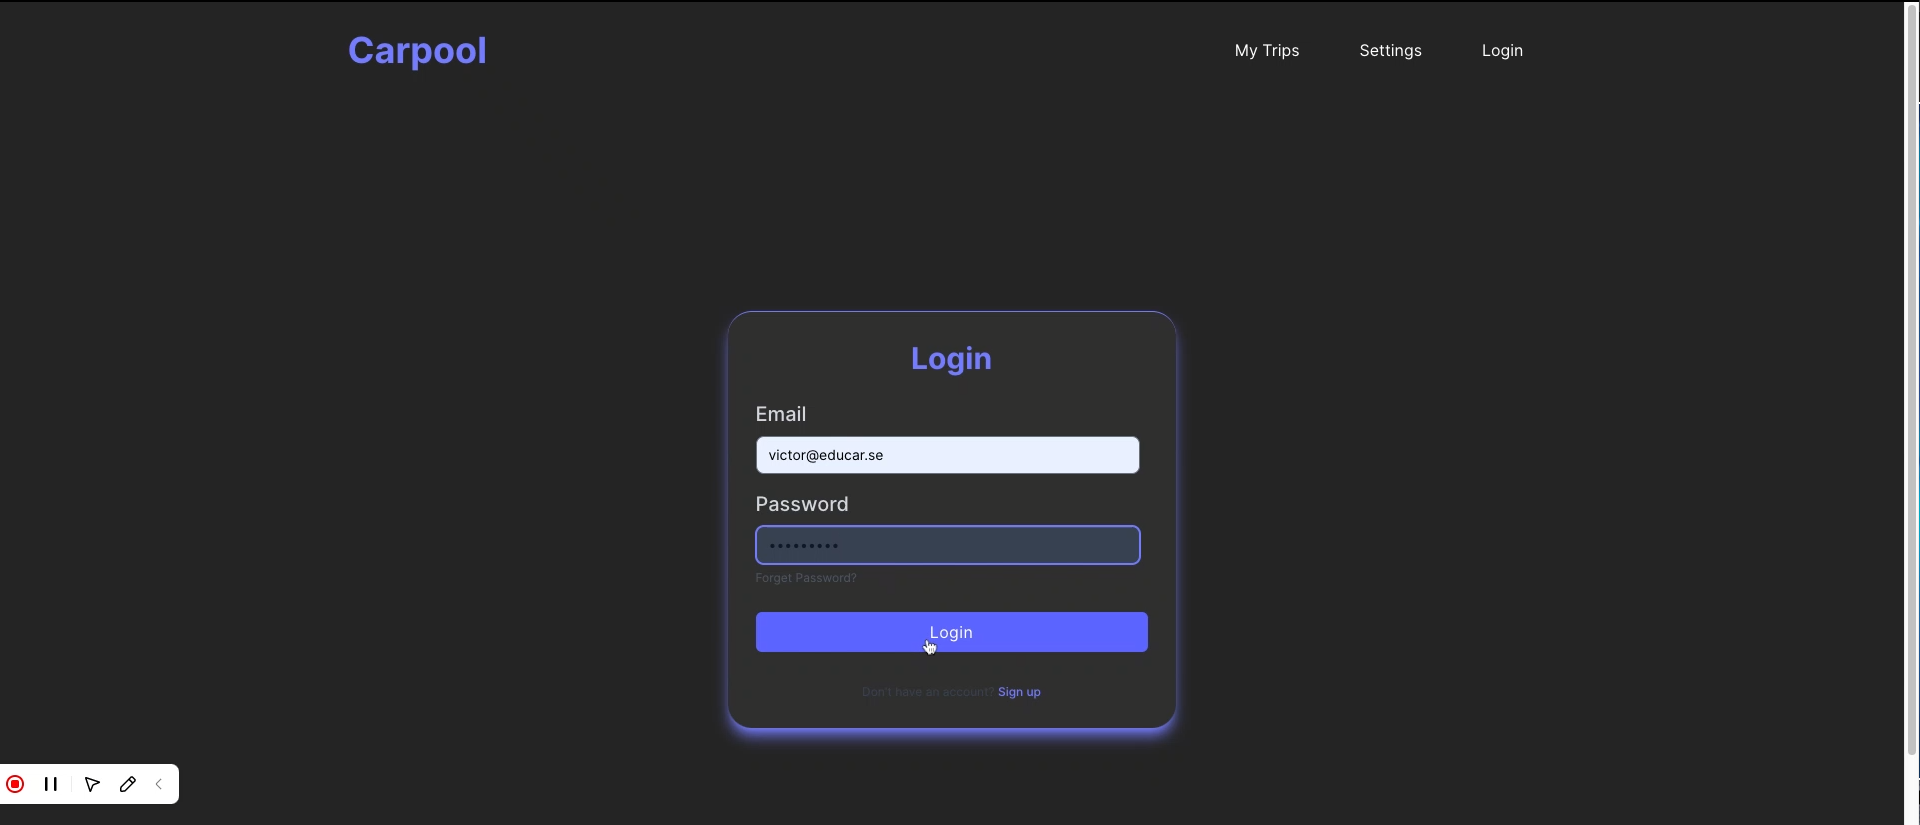 Carpool
My Trips Settings Login
Login
Email
victor@educar.se
Password
•••••••••
Forget Password?
Login
Don't have an account? Sign up